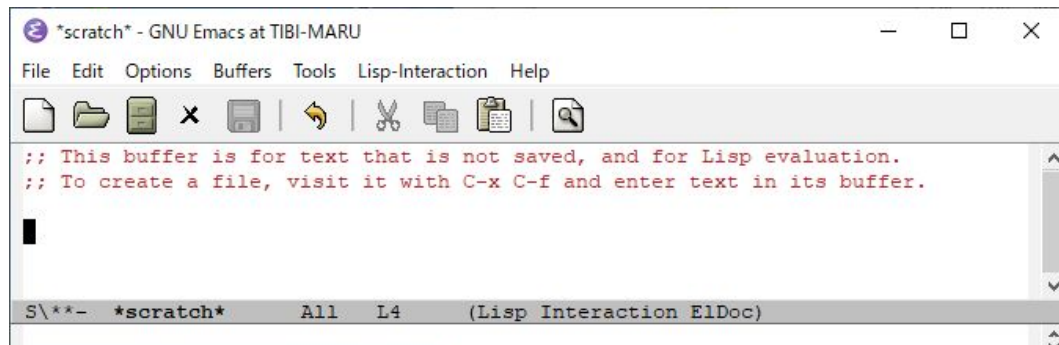 *scratch* - GNU Emacs at TIBI-MARU
File Edit Options Buffers Tools Lisp-Interaction Help
;; This buffer is for text that is not saved, and for Lisp evaluation.
;; To create a file, visit it with C-x C-f and enter text in its buffer.
S\**- *scratch* All L4 (Lisp Interaction ElDoc)